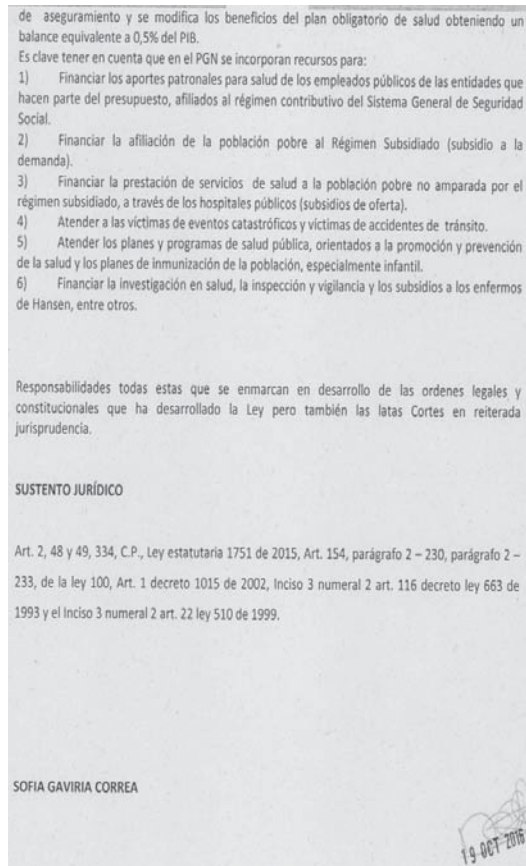 de aseguramiento y se modifica los beneficios del plan obligatorio de salud obteniendo un
balance equivalente a 0,5% del PIB.
Es clave tener en cuenta que en el PGN se incorporan recursos para:
1) Financiar los aportes patronales para salud de los empleados públicos de las entidades que
hacen parte del presupuesto, afiliados al régimen contributivo del Sistema General de Seguridad
Social.
2) Financiar la afiliación de la población pobre al Régimen Subsidiado (subsidio a la
demanda).
3) Financiar la prestación de servicios de salud a la población pobre no amparada por el
régimen subsidiado, a través de los hospitales públicos (subsidios de oferta).
4) Atender a las víctimas de eventos catastróficos y víctimas de accidentes de tránsito.
5) Atender los planes y programas de salud pública, orientados a la promoción y prevención
de la salud y los planes de inmunización de la población, especialmente infantil.
6) Financiar la investigación en salud, la inspección y vigilancia y los subsidios a los enfermos
de Hansen, entre otros.
Responsabilidades todas estas que se enmarcan en desarrollo de las ordenes legales y
constitucionales que ha desarrollado la Ley pero también las latas Cortes en reiterada
jurisprudencia.
SUSTENTO JURÍDICO
Art. 2, 48 y 49, 334, C.P., Ley estatutaria 1751 de 2015, Art. 154, parágrafo 2 – 230, parágrafo 2 –
233, de la ley 100, Art. 1 decreto 1015 de 2002, Inciso 3 numeral 2 art. 116 decreto ley 663 de
1993 y el Inciso 3 numeral 2 art. 22 ley 510 de 1999.
SOFIA GAVIRIA CORREA
19 OCT 2016